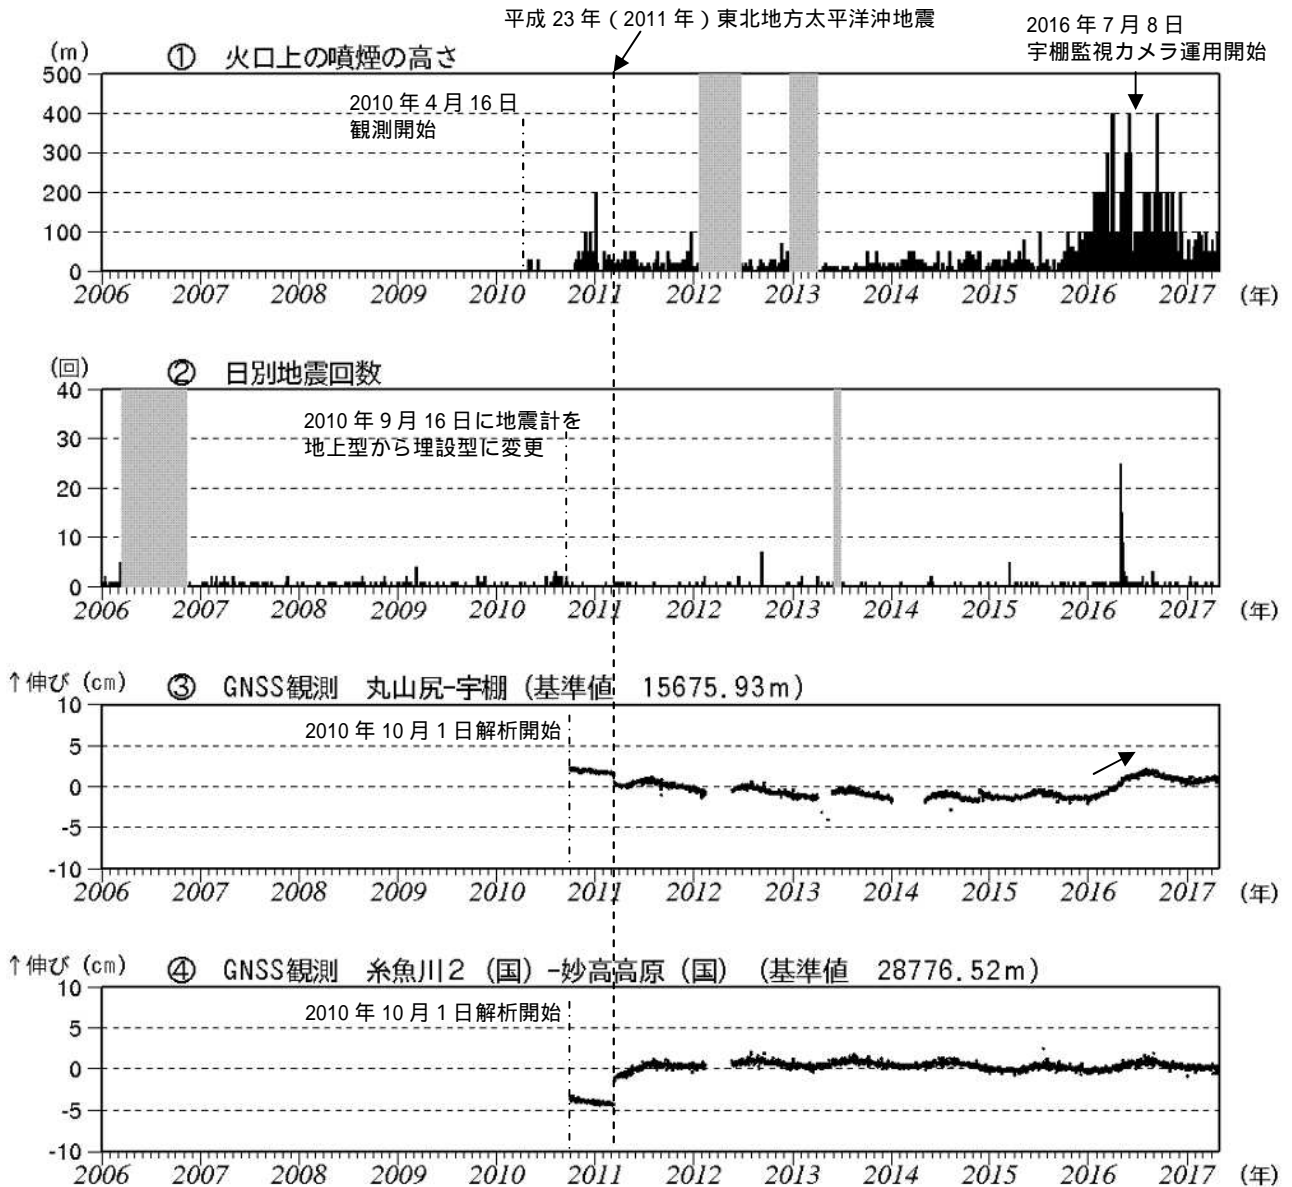 平成 23 年 ( 2011 年 ) 東北地方太平洋沖地震
2016 年 7 月 8 日
宇棚監視カメラ運用開始
(m)
① 火口上の噴煙の高さ
500
400
300
200
100
0
2010 年 4 月 16 日
観測開始
2006 2007 2008 2009 2010 2011 2012 2013 2014 2015 2016 2017 (年)
(回)
② 日別地震回数
40
30
20
10
0
2010 年 9 月 16 日に地震計を
地上型から埋設型に変更
2006 2007 2008 2009 2010 2011 2012 2013 2014 2015 2016 2017 (年)
↑伸び (cm) ③ GNSS観測 丸山尻-宇棚 (基準値 15675.93m)
10
5
0
-5
-10
2010 年 10 月 1 日解析開始
2006 2007 2008 2009 2010 2011 2012 2013 2014 2015 2016 2017 (年)
↑伸び (cm) ④ GNSS観測 糸魚川2 (国) -妙高高原 (国) (基準値 28776.52m)
10
5
0
-5
-10
2010 年 10 月 1 日解析開始
2006 2007 2008 2009 2010 2011 2012 2013 2014 2015 2016 2017 (年)